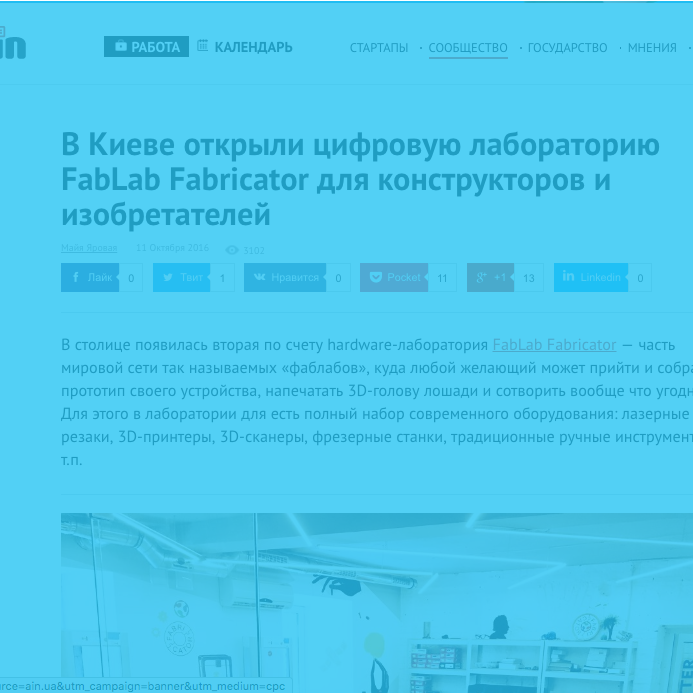 in
РАБОТА КАЛЕНДАРЬ СТАРТАПЫ · СООБЩЕСТВО · ГОСУДАРСТВО · МНЕНИЯ ·
В Киеве открыли цифровую лабораторию
FabLab Fabricator для конструкторов и
изобретателей
Майя Яровая 11 Октября 2016 5102
Лайк 0 Твит 1 Нравится 0 Pocket 11 +1 13 LinkedIn 0
В столице появилась вторая по счету hardware-лаборатория FabLab Fabricator — часть
мировой сети так называемых «фаблабов», куда любой желающий может прийти и собра
прототип своего устройства, напечатать 3D-голову лошади и сотворить вообще что угодн
Для этого в лаборатории для есть полный набор современного оборудования: лазерные
резаки, 3D-принтеры, 3D-сканеры, фрезерные станки, традиционные ручные инструмент
т.п.
rce=ain.ua&utm_campaign=banner&utm_medium=cpc